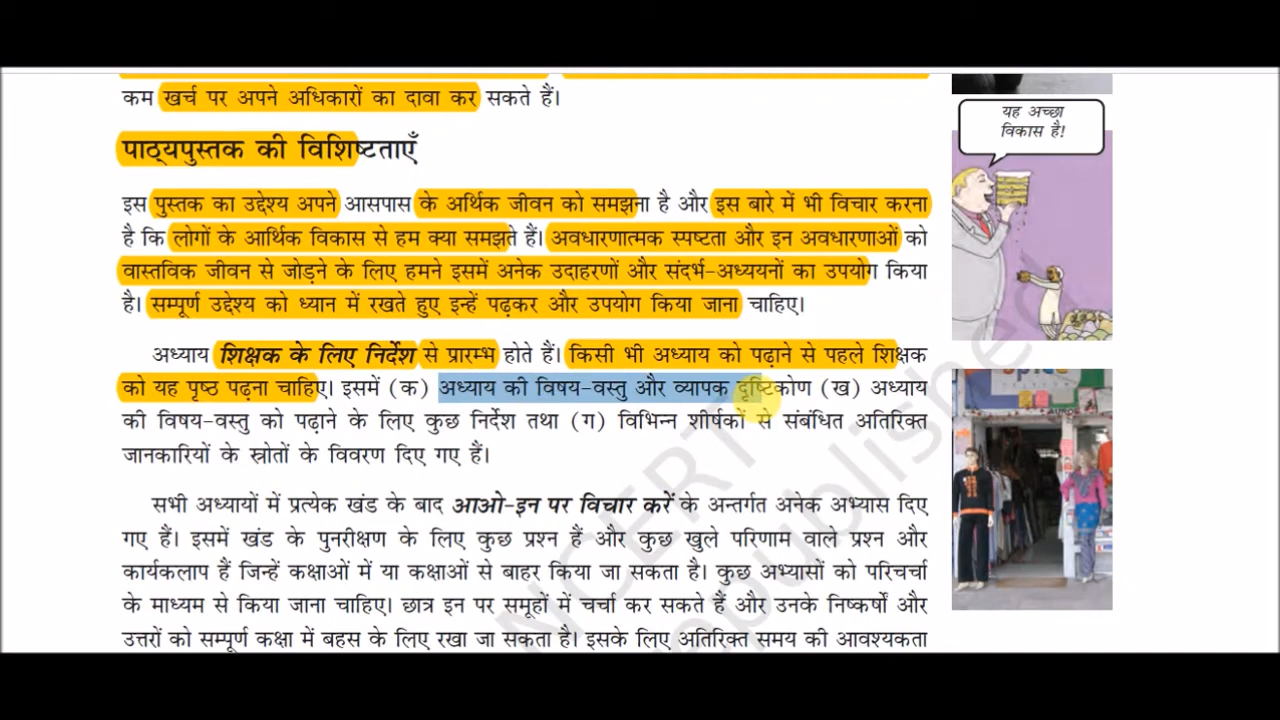 कम खर्च पर अपने अधिकारों का दावा कर सकते हैं।
यह अच्छा
विकास है!
पाठ्यपुस्तक की विशिष्टताएँ
इस पुस्तक का उद्देश्य अपने आसपास के आर्थिक जीवन को समझना है और इस बारे में भी विचार करना
है कि लोगों के आर्थिक विकास से हम क्या समझते हैं। अवधारणात्मक स्पष्टता और इन अवधारणाओं को
वास्तविक जीवन से जोड़ने के लिए हमने इसमें अनेक उदाहरणों और संदर्भ-अध्ययनों का उपयोग किया
है। सम्पूर्ण उद्देश्य को ध्यान में रखते हुए इन्हें पढ़कर और उपयोग किया जाना चाहिए।
अध्याय शिक्षक के लिए निर्देश से प्रारम्भ होते हैं। किसी भी अध्याय को पढ़ाने से पहले शिक्षक
को यह पृष्ठ पढ़ना चाहिए। इसमें (क) अध्याय की विषय-वस्तु और व्यापक दृष्टिकोण (ख) अध्याय
की विषय-वस्तु को पढ़ाने के लिए कुछ निर्देश तथा (ग) विभिन्न शीर्षकों से संबंधित अतिरिक्त
जानकारियों के स्रोतों के विवरण दिए गए हैं।
सभी अध्यायों में प्रत्येक खंड के बाद आओ-इन पर विचार करें के अन्तर्गत अनेक अभ्यास दिए
गए हैं। इसमें खंड के पुनरीक्षण के लिए कुछ प्रश्न हैं और कुछ खुले परिणाम वाले प्रश्न और
कार्यकलाप हैं जिन्हें कक्षाओं में या कक्षाओं से बाहर किया जा सकता है। कुछ अभ्यासों को परिचर्चा
के माध्यम से किया जाना चाहिए। छात्र इन पर समूहों में चर्चा कर सकते हैं और उनके निष्कर्षों और
उत्तरों को सम्पूर्ण कक्षा में बहस के लिए रखा जा सकता है। इसके लिए अतिरिक्त समय की आवश्यकता
NCERT
republished